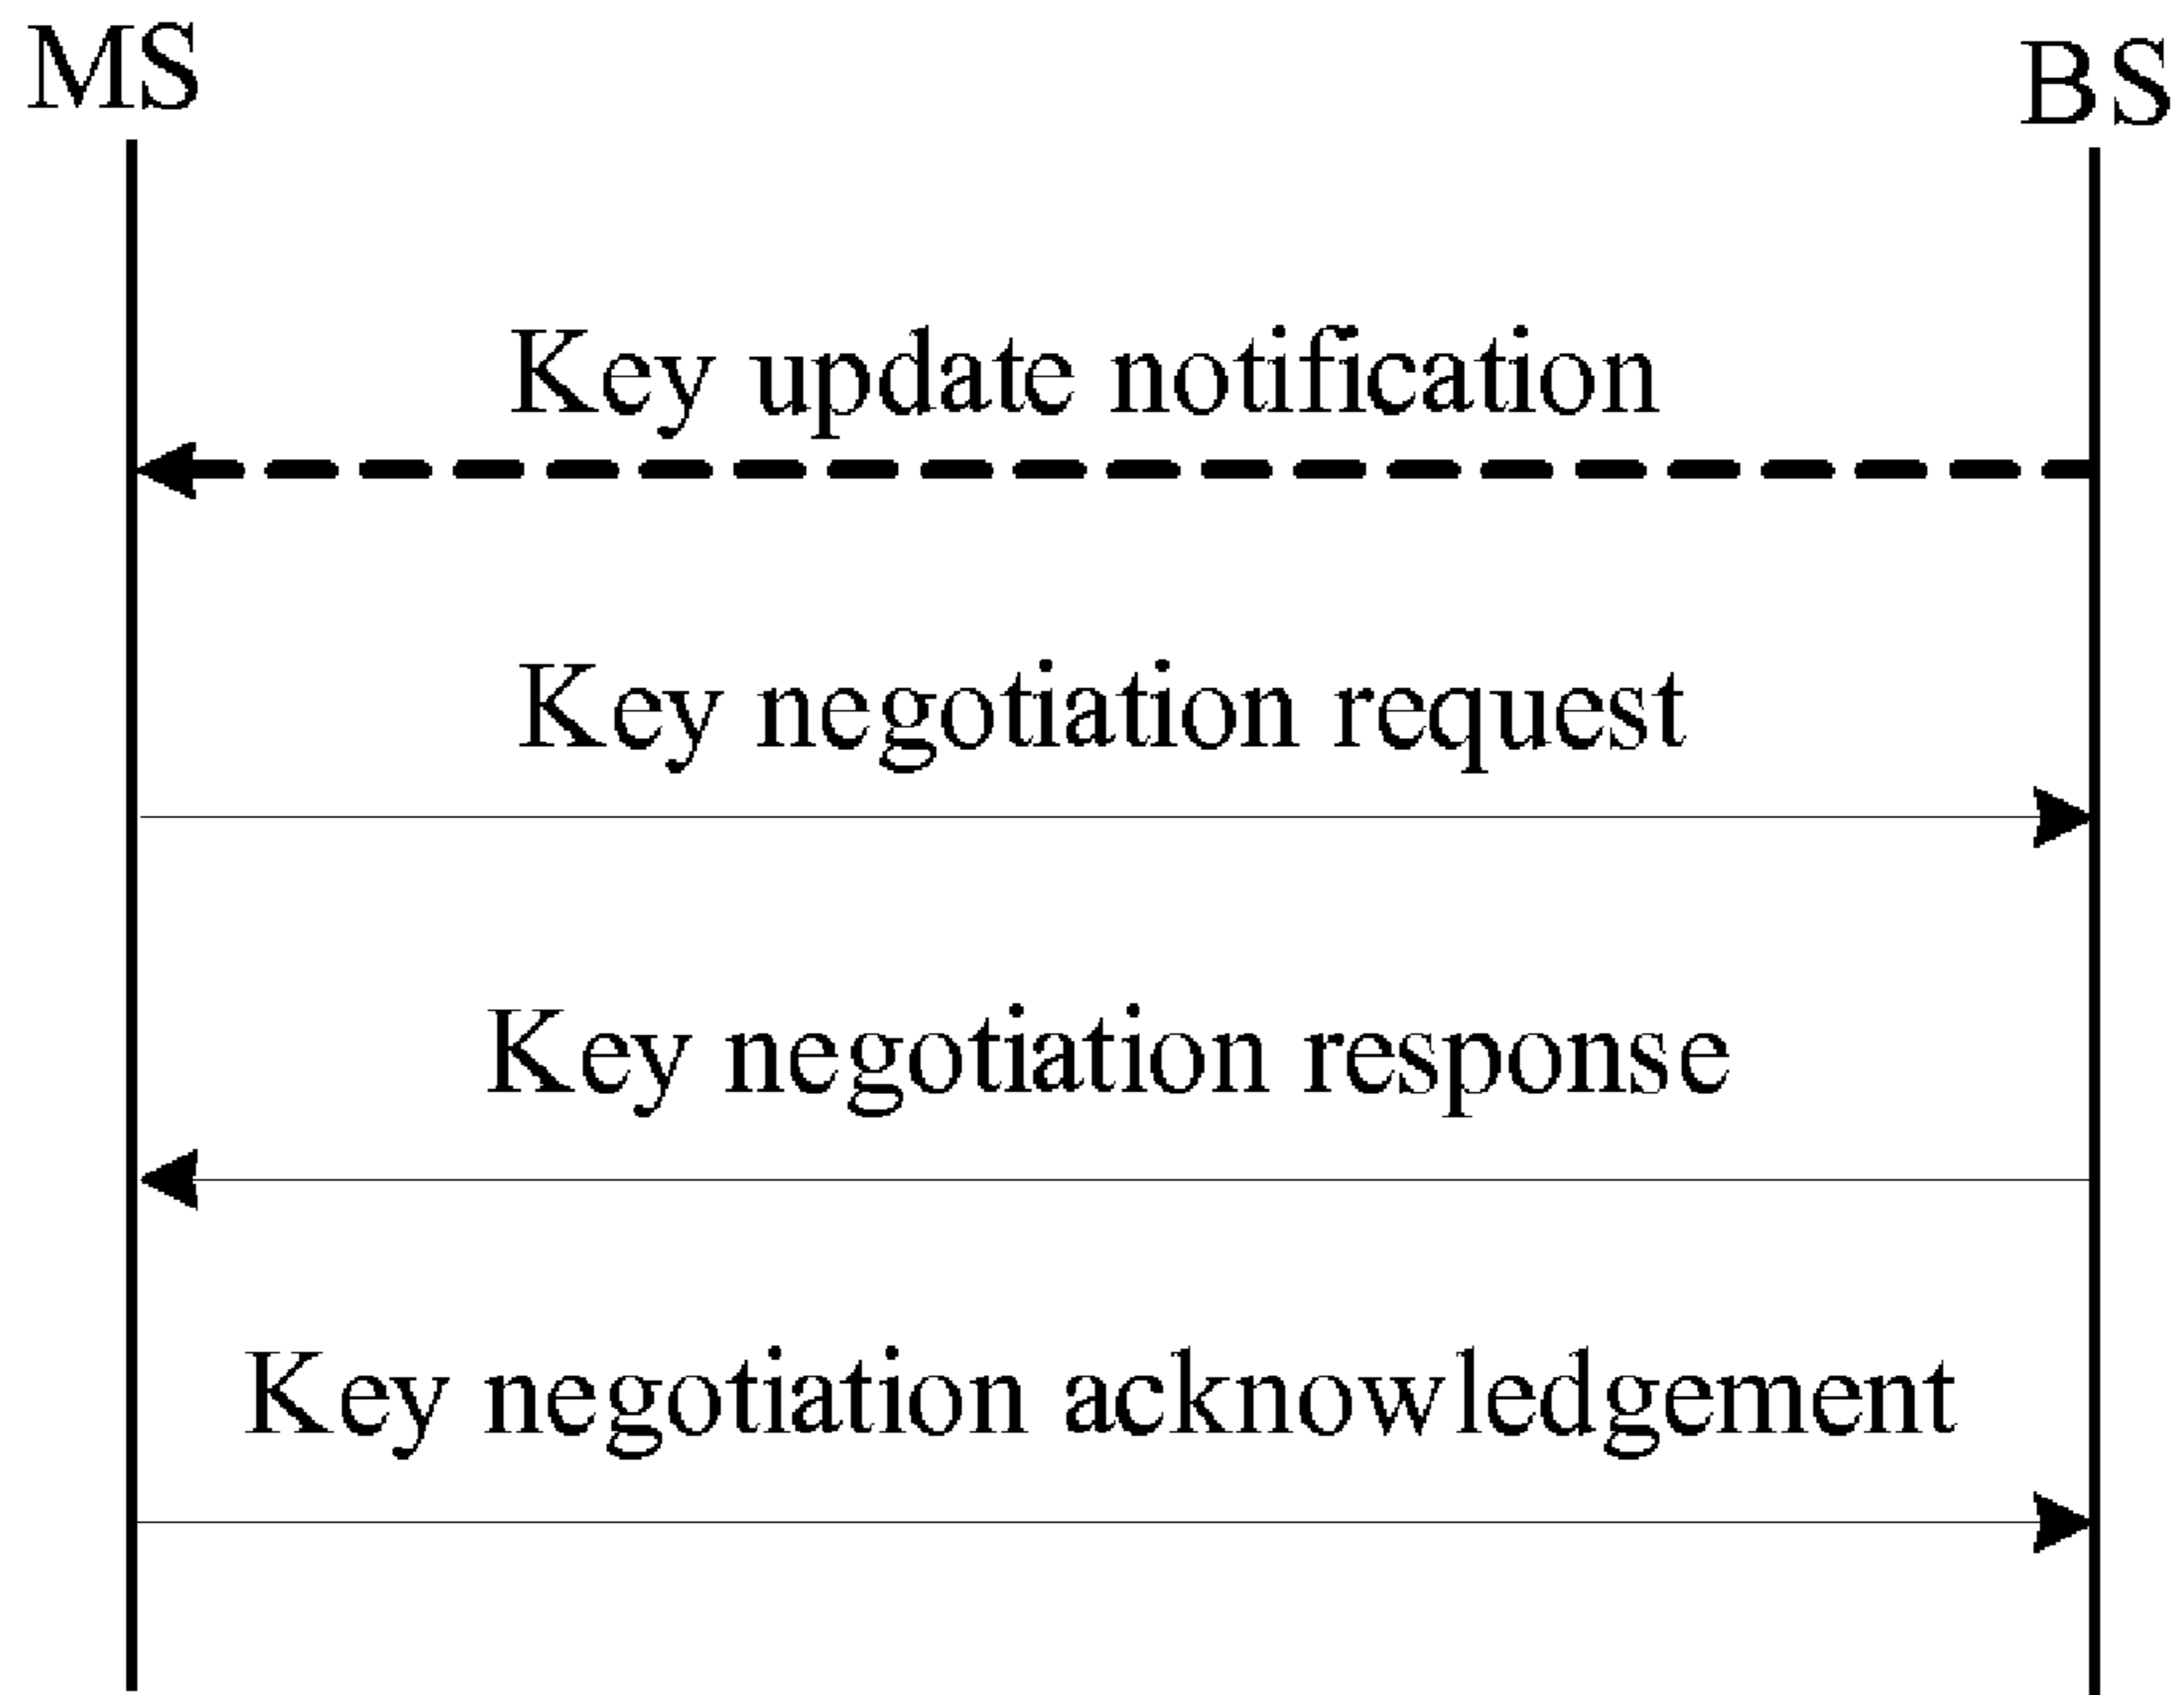 MS
BS
Key update notification
Key negotiation request
Key negotiation response
Key negotiation acknowledgement